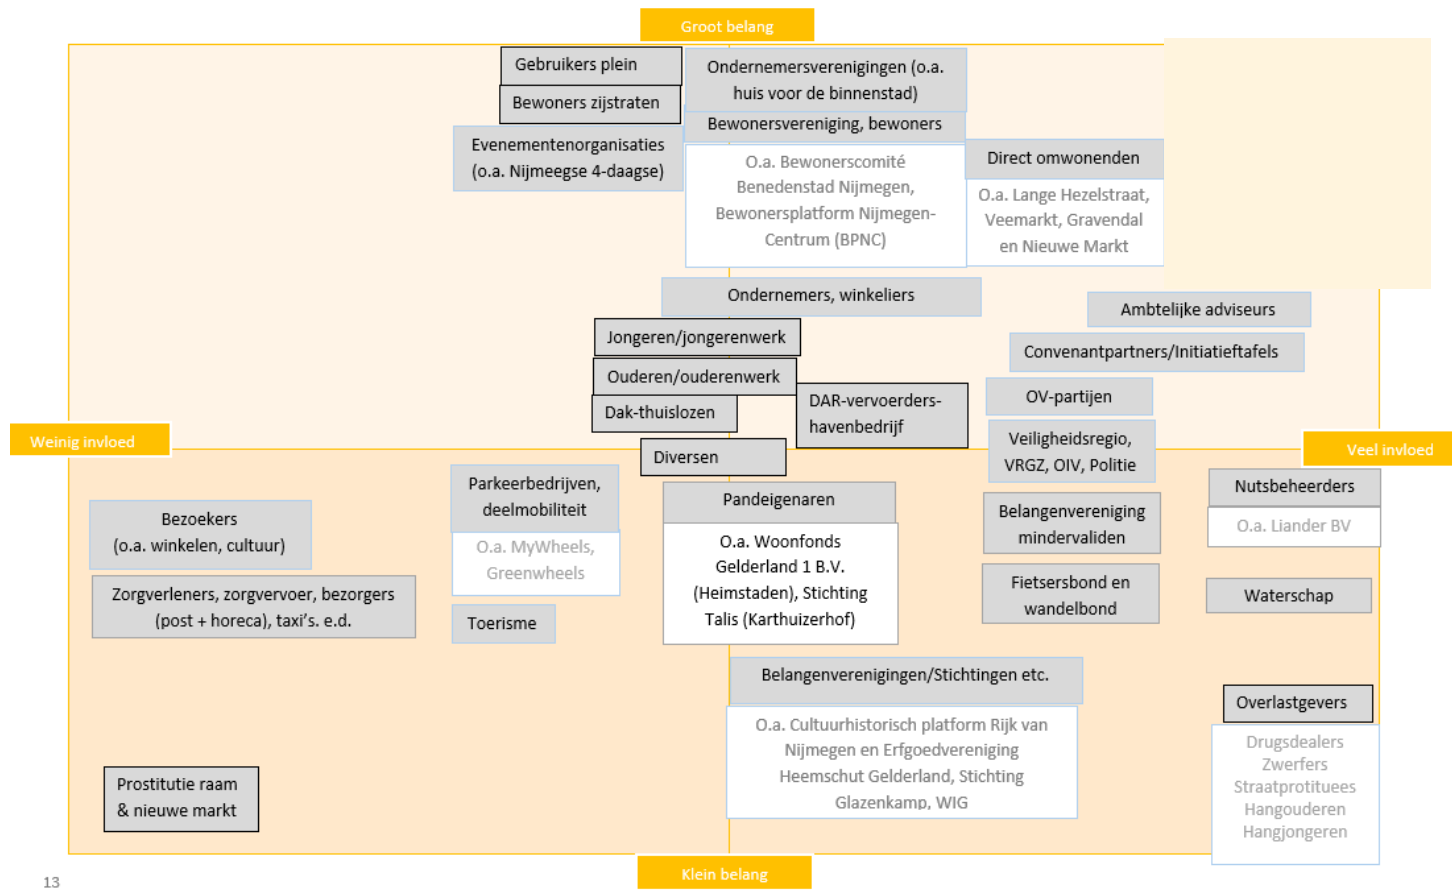 Groot belang
Gebruikers plein
Bewoners zijstraten
Evenementenorganisaties
(o.a. Nijmeegse 4-daagse)
Ondernemersverenigingen (o.a.
huis voor de binnenstad)
Bewonersvereniging, bewoners
O.a. Bewonerscomité
Benedenstad Nijmegen,
Bewonersplatform Nijmegen-
Centrum (BPNC)
Direct omwonenden
O.a. Lange Hezelstraat,
Veemarkt, Gravendal
en Nieuwe Markt
Ondernemers, winkeliers
Ambtelijke adviseurs
Jongeren/jongerenwerk
Convenantpartners/Initiatieftafels
Ouderen/ouderenwerk
Dak-thuislozen
DAR-vervoerders-
havenbedrijf
OV-partijen
Veiligheidsregio,
VRGZ, OIV, Politie
Weinig invloed
Veel invloed
Diversen
Parkeerbedrijven,
deelmobiliteit
O.a. MyWheels,
Greenwheels
Bezoekers
(o.a. winkelen, cultuur)
Zorgverleners, zorgvervoer, bezorgers
(post + horeca), taxi's. e.d.
Toerisme
Pandeigenaren
O.a. Woonfonds
Gelderland 1 B.V.
(Heimstaden), Stichting
Talis (Karthuizerhof)
Belangenvereniging
mindervaliden
Fietsersbond en
wandelbond
Nutsbeheerders
O.a. Liander BV
Waterschap
Belangenverenigingen/Stichtingen etc.
O.a. Cultuurhistorisch platform Rijk van
Nijmegen en Erfgoedvereniging
Heemschut Gelderland, Stichting
Glazenkamp, WIG
Overlastgevers
Drugsdealers
Zwerfers
Straatprotituees
Hangouderen
Hangjongeren
Prostitutie raam
& nieuwe markt
Klein belang
13